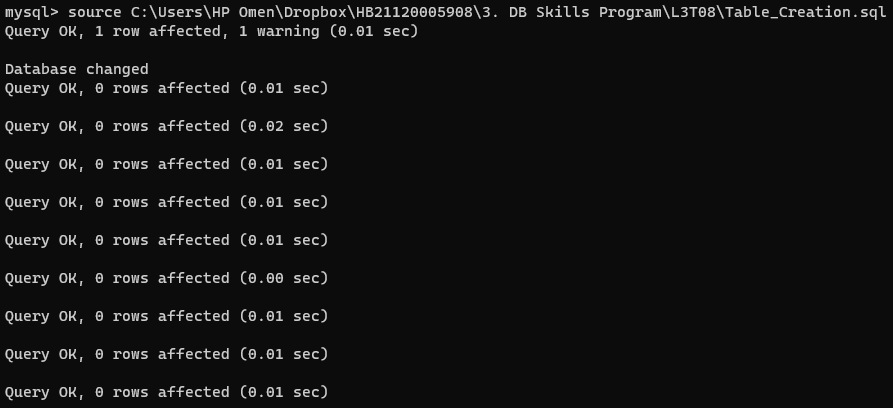 mysql> source C:\Users\HP Omen\Dropbox\HB21120005908\3. DB Skills Program\L3T08\Table_Creation.sql
Query OK, 1 row affected, 1 warning (0.01 sec)
Database changed
Query OK, 0 rows affected (0.01 sec)
Query OK, 0 rows affected (0.02 sec)
Query OK, 0 rows affected (0.01 sec)
Query OK, 0 rows affected (0.01 sec)
Query OK, 0 rows affected (0.01 sec)
Query OK, 0 rows affected (0.00 sec)
Query OK, 0 rows affected (0.01 sec)
Query OK, 0 rows affected (0.01 sec)
Query OK, 0 rows affected (0.01 sec)